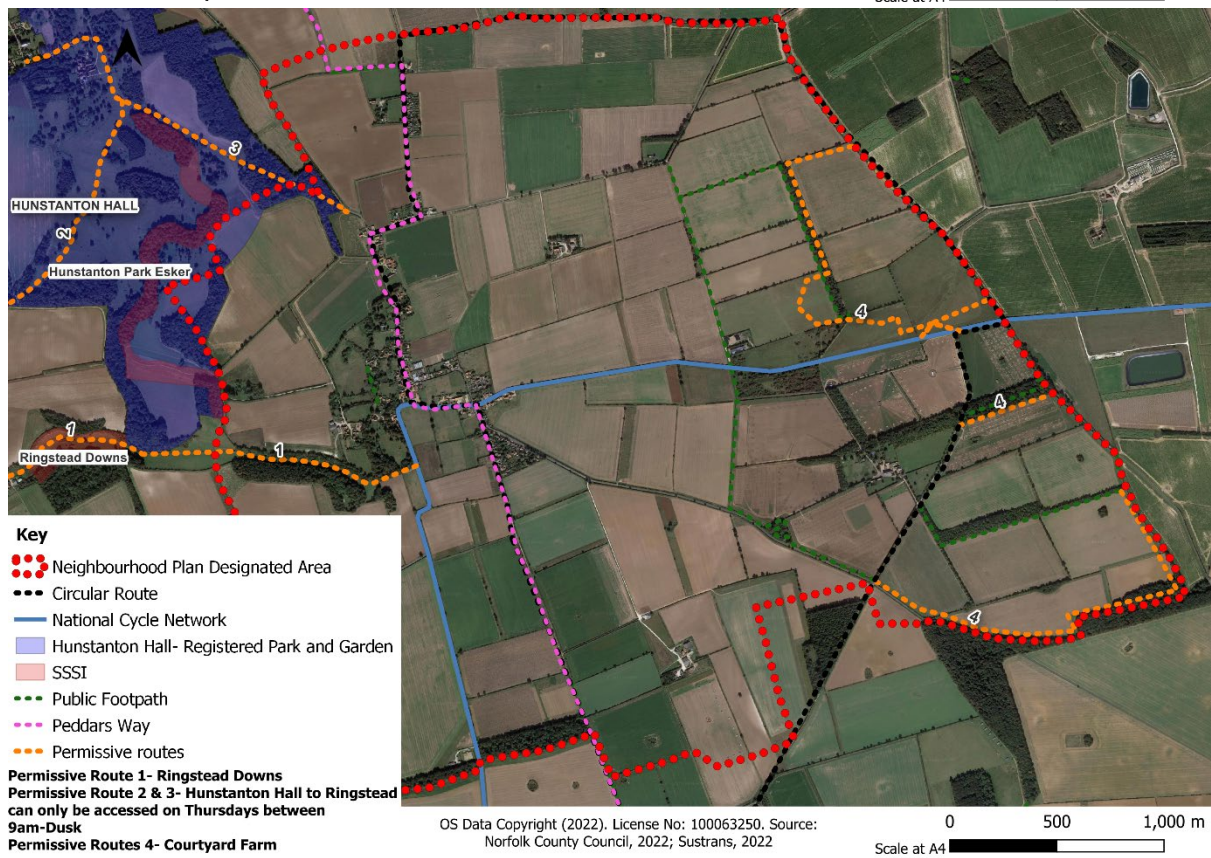 Scale at A4
3
HUNSTANTON HALL
2
Hunstanton Park Esker
4
4
1
1
Ringstead Downs
4
Key
Neighbourhood Plan Designated Area
Circular Route
National Cycle Network
Hunstanton Hall- Registered Park and Garden
SSSI
Public Footpath
Peddars Way
Permissive routes
Permissive Route 1- Ringstead Downs
Permissive Route 2 & 3- Hunstanton Hall to Ringstead
can only be accessed on Thursdays between
9am-Dusk
Permissive Routes 4- Courtyard Farm
OS Data Copyright (2022). License No: 100063250. Source:
Norfolk County Council, 2022; Sustrans, 2022
0 500 1,000 m
Scale at A4